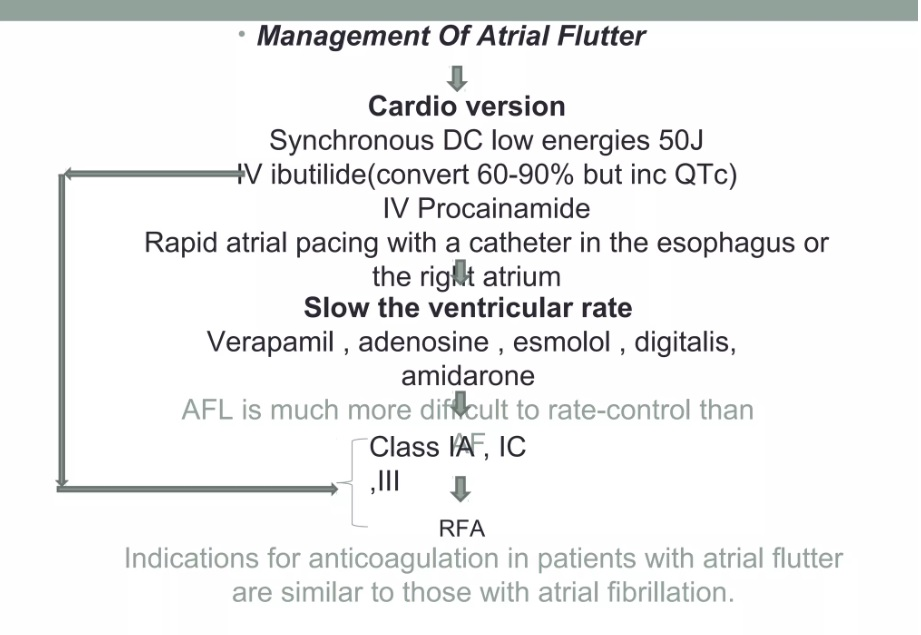 • Management Of Atrial Flutter
Cardio version
Synchronous DC low energies 50J
IV ibutilide(convert 60-90% but inc QTc)
IV Procainamide
Rapid atrial pacing with a catheter in the esophagus or
the right atrium
Slow the ventricular rate
Verapamil , adenosine , esmolol , digitalis,
amidarone
AFL is much more difficult to rate-control than
AF
Class IA , IC
,III
RFA
Indications for anticoagulation in patients with atrial flutter
are similar to those with atrial fibrillation.